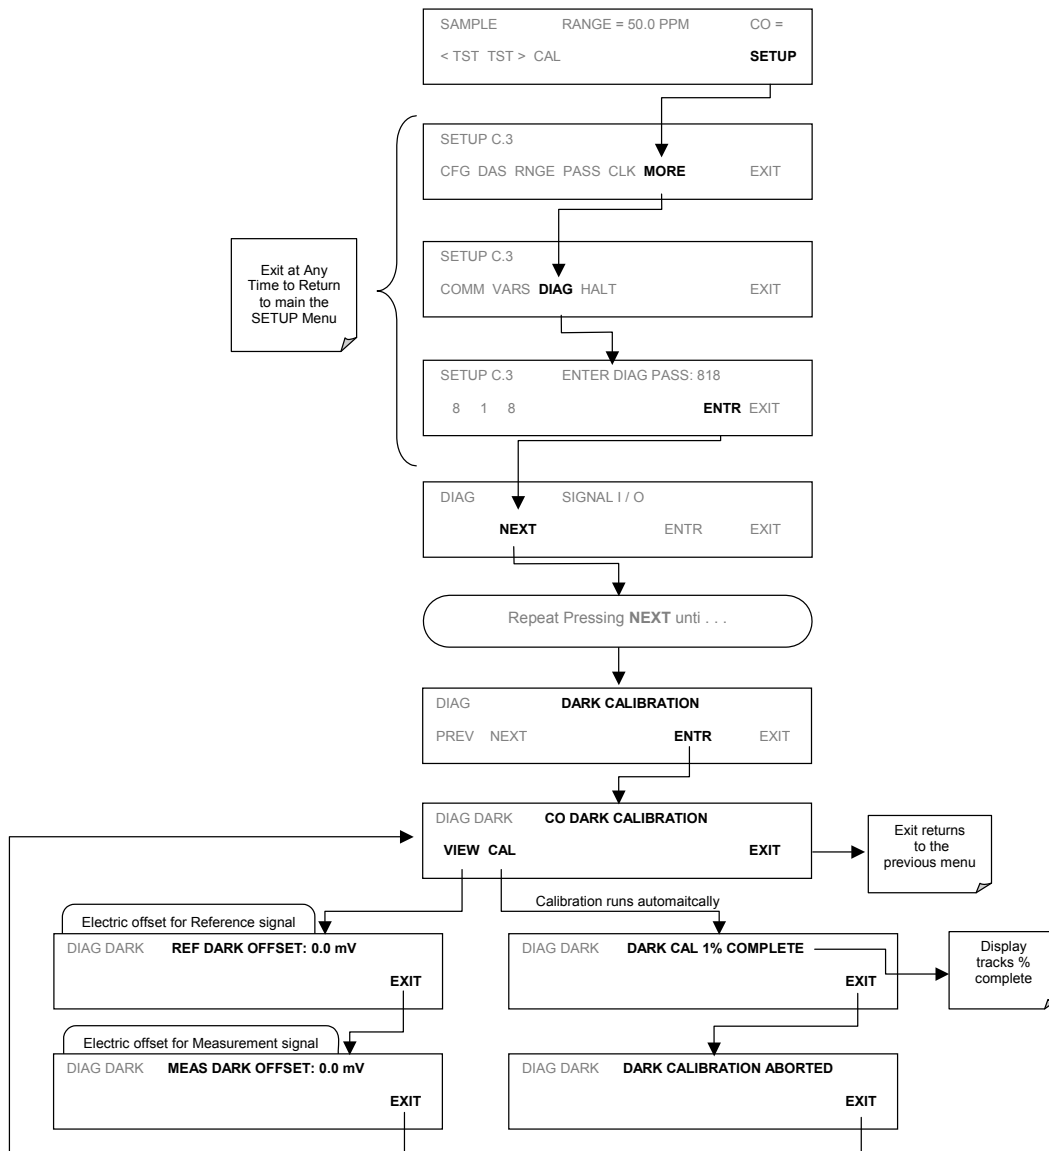 SAMPLE RANGE = 50.0 PPM CO =
< TST TST > CAL SETUP
SETUP C.3
CFG DAS RNGE PASS CLK MORE EXIT
SETUP C.3
COMM VARS DIAG HALT EXIT
Exit at Any
Time to Return
to main the
SETUP Menu
SETUP C.3 ENTER DIAG PASS: 818
8 1 8 ENTR EXIT
DIAG SIGNAL I / O
NEXT ENTR EXIT
Repeat Pressing NEXT unti . . .
DIAG DARK CALIBRATION
PREV NEXT ENTR EXIT
DIAG DARK CO DARK CALIBRATION
VIEW CAL EXIT
Exit returns
to the
previous menu
Calibration runs automaitcally
Electric offset for Reference signal
DIAG DARK REF DARK OFFSET: 0.0 mV
EXIT
DIAG DARK DARK CAL 1% COMPLETE
EXIT
Display
tracks %
complete
Electric offset for Measurement signal
DIAG DARK MEAS DARK OFFSET: 0.0 mV
EXIT
DIAG DARK DARK CALIBRATION ABORTED
EXIT